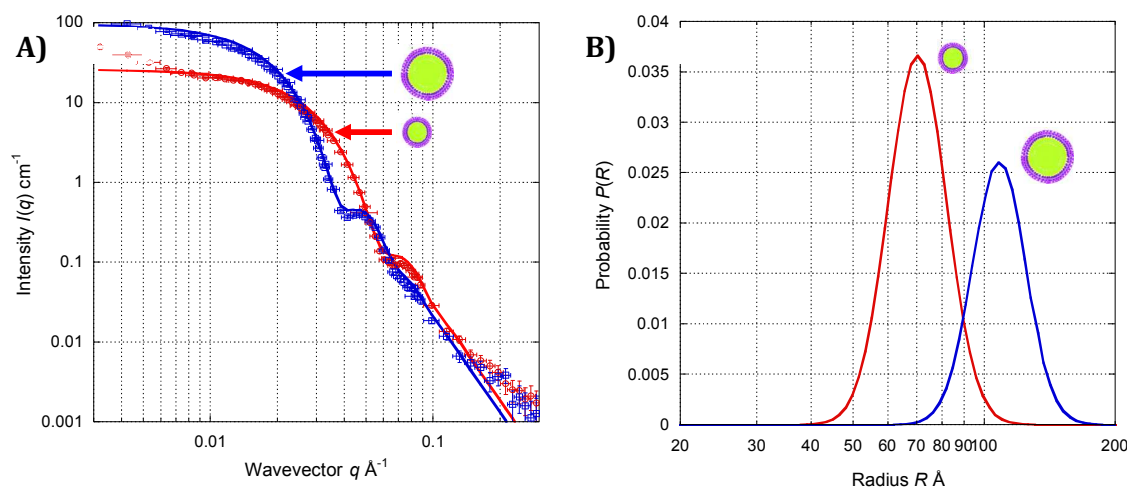 A)
Intensity I(q) cm⁻¹
100
10
1
0.1
0.01
0.001
0.01
0.1
Wavevector q Å⁻¹
B)
Probability P(R)
0.04
0.035
0.03
0.025
0.02
0.015
0.01
0.005
0
20 30 40 50 60 70 80 90100 200
Radius R Å